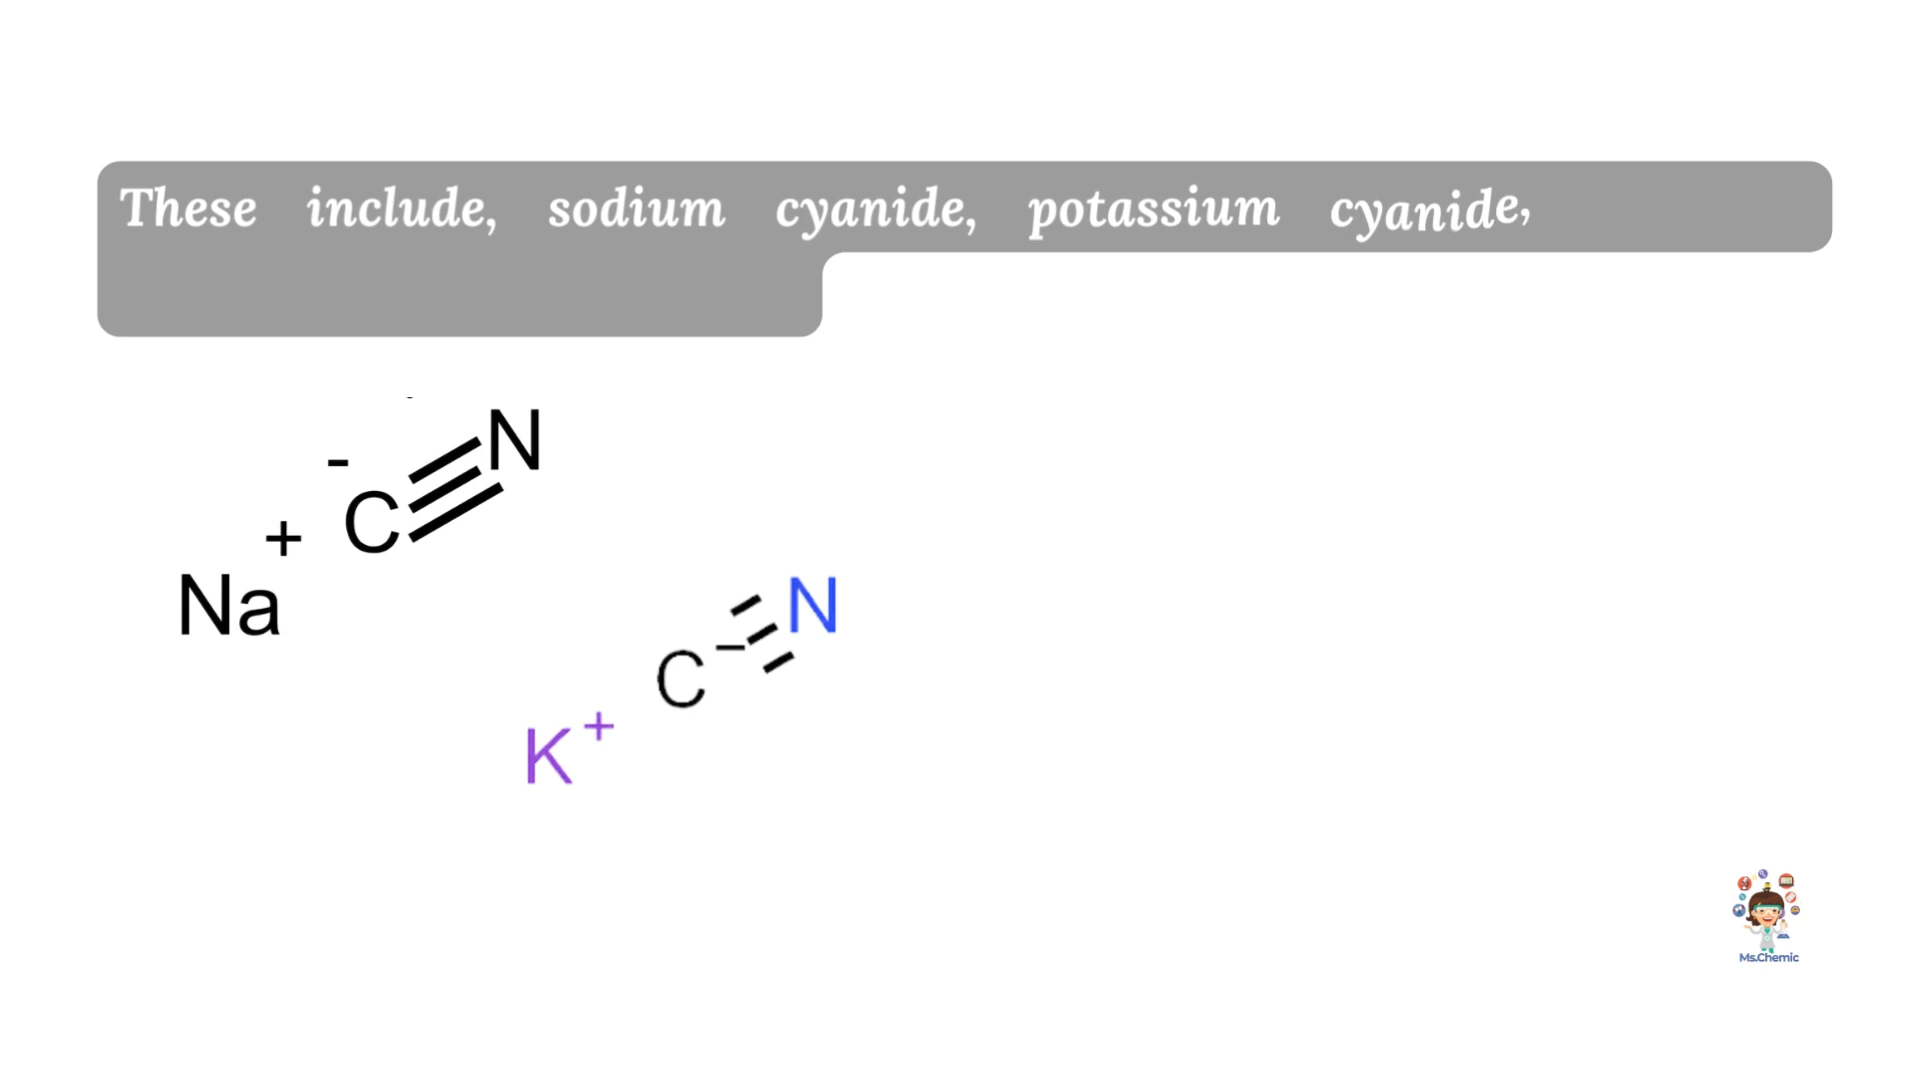 These include, sodium cyanide, potassium cyanide,
- N
C
+
Na
N
C −
K +
Ms.Chemic